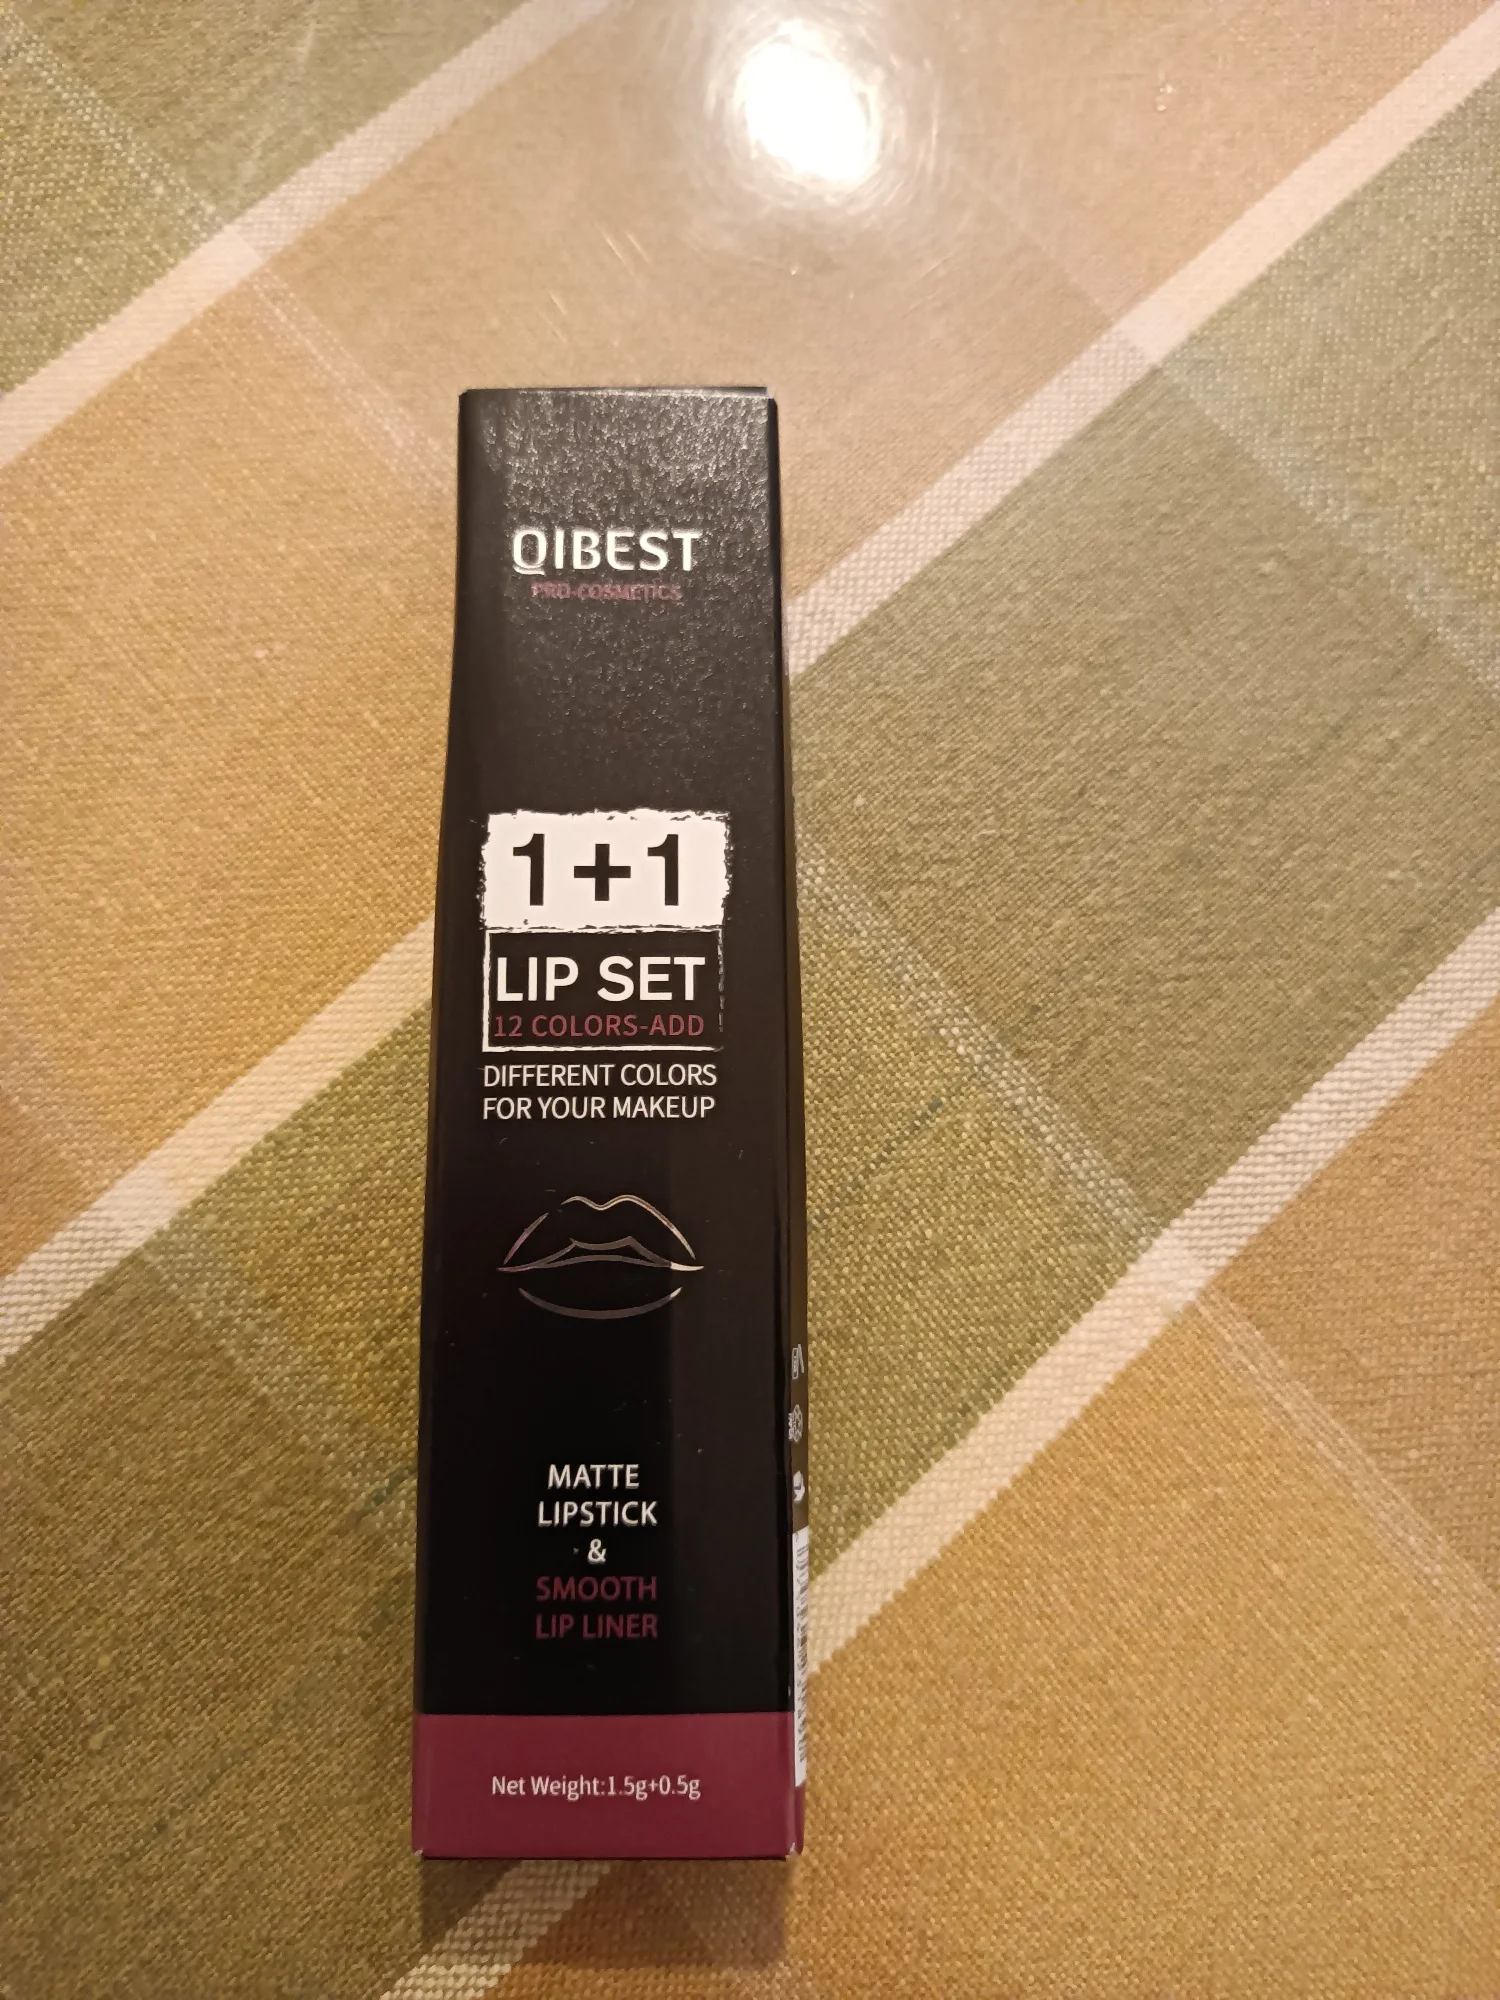 QIBEST
PRO-COSMETICS
1+1
LIP SET
12 COLORS-ADD
DIFFERENT COLORS
FOR YOUR MAKEUP
MATTE
LIPSTICK
&
SMOOTH
LIP LINER
Net Weight:1.5g+0.5g